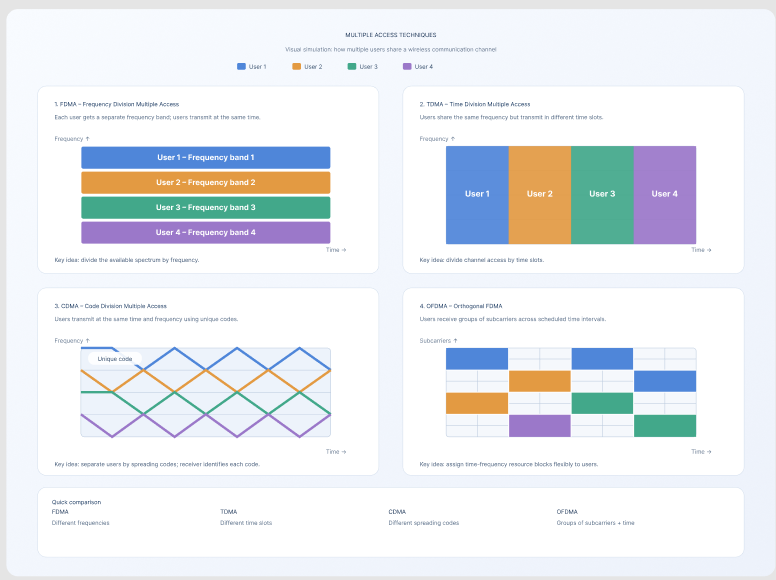 MULTIPLE ACCESS TECHNIQUES
Visual simulation: how multiple users share a wireless communication channel
User 1
User 2
User 3
User 4
1. FDMA – Frequency Division Multiple Access
Each user gets a separate frequency band; users transmit at the same time.
Frequency ↑
User 1 – Frequency band 1
User 2 – Frequency band 2
User 3 – Frequency band 3
User 4 – Frequency band 4
Time →
Key idea: divide the available spectrum by frequency.
2. TDMA – Time Division Multiple Access
Users share the same frequency but transmit in different time slots.
Frequency ↑
User 1
User 2
User 3
User 4
Time →
Key idea: divide channel access by time slots.
3. CDMA – Code Division Multiple Access
Users transmit at the same time and frequency using unique codes.
Frequency ↑
Unique code
Time →
Key idea: separate users by spreading codes; receiver identifies each code.
4. OFDMA – Orthogonal FDMA
Users receive groups of subcarriers across scheduled time intervals.
Subcarriers ↑
Time →
Key idea: assign time-frequency resource blocks flexibly to users.
Quick comparison
FDMA
Different frequencies
TDMA
Different time slots
CDMA
Different spreading codes
OFDMA
Groups of subcarriers + time